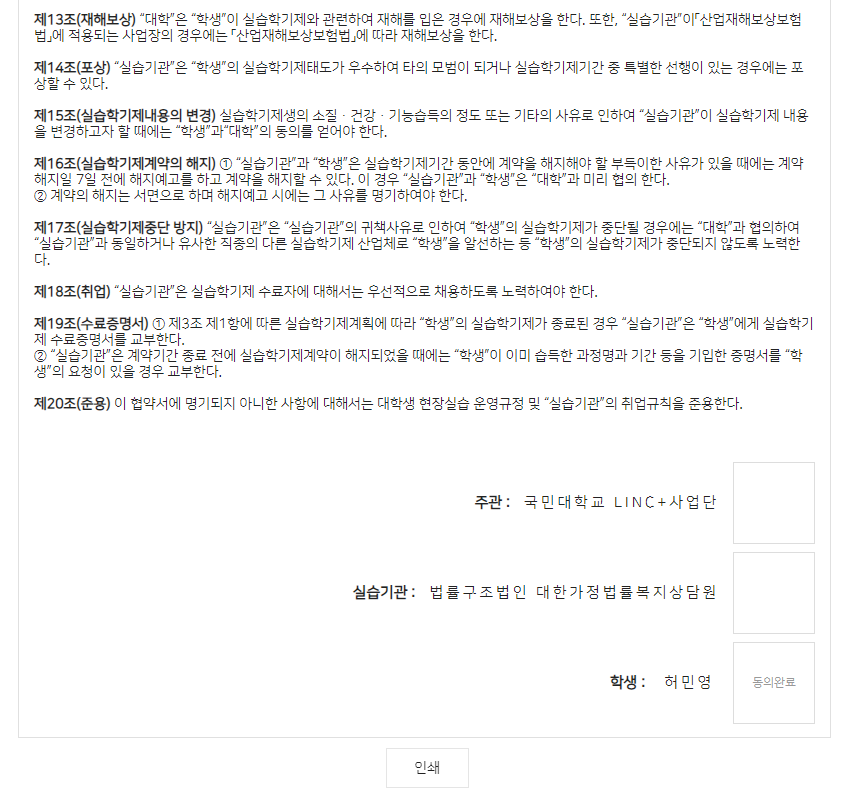 제13조(재해보상) “대학”은 “학생”이 실습학기제와 관련하여 재해를 입은 경우에 재해보상을 한다. 또한, “실습기관”이「산업재해보상보험
법」에 적용되는 사업장의 경우에는 「산업재해보상보험법」에 따라 재해보상을 한다.
제14조(포상) “실습기관”은 “학생”의 실습학기제태도가 우수하여 타의 모범이 되거나 실습학기제기간 중 특별한 선행이 있는 경우에는 포
상할 수 있다.
제15조(실습학기제내용의 변경) 실습학기제생의 소질ㆍ건강ㆍ기능습득의 정도 또는 기타의 사유로 인하여 “실습기관”이 실습학기제 내용
을 변경하고자 할 때에는 “학생”과“대학”의 동의를 얻어야 한다.
제16조(실습학기제계약의 해지) ① “실습기관”과 “학생”은 실습학기제기간 동안에 계약을 해지해야 할 부득이한 사유가 있을 때에는 계약
해지일 7일 전에 해지예고를 하고 계약을 해지할 수 있다. 이 경우 “실습기관”과 “학생”은 “대학”과 미리 협의 한다.
② 계약의 해지는 서면으로 하며 해지예고 시에는 그 사유를 명기하여야 한다.
제17조(실습학기제중단 방지) “실습기관”은 “실습기관”의 귀책사유로 인하여 “학생”의 실습학기제가 중단될 경우에는 “대학”과 협의하여
“실습기관”과 동일하거나 유사한 직종의 다른 실습학기제 산업체로 “학생”을 알선하는 등 “학생”의 실습학기제가 중단되지 않도록 노력한
다.
제18조(취업) “실습기관”은 실습학기제 수료자에 대해서는 우선적으로 채용하도록 노력하여야 한다.
제19조(수료증명서) ① 제3조 제1항에 따른 실습학기제계획에 따라 “학생”의 실습학기제가 종료된 경우 “실습기관”은 “학생”에게 실습학기
제 수료증명서를 교부한다.
② “실습기관”은 계약기간 종료 전에 실습학기제계약이 해지되었을 때에는 “학생”이 이미 습득한 과정명과 기간 등을 기입한 증명서를 “학
생”의 요청이 있을 경우 교부한다.
제20조(준용) 이 협약서에 명기되지 아니한 사항에 대해서는 대학생 현장실습 운영규정 및 “실습기관”의 취업규칙을 준용한다.
주관 : 국민대학교 LINC+사업단
실습기관 : 법률구조법인 대한가정법률복지상담원
학생 : 허민영 동의완료
인쇄